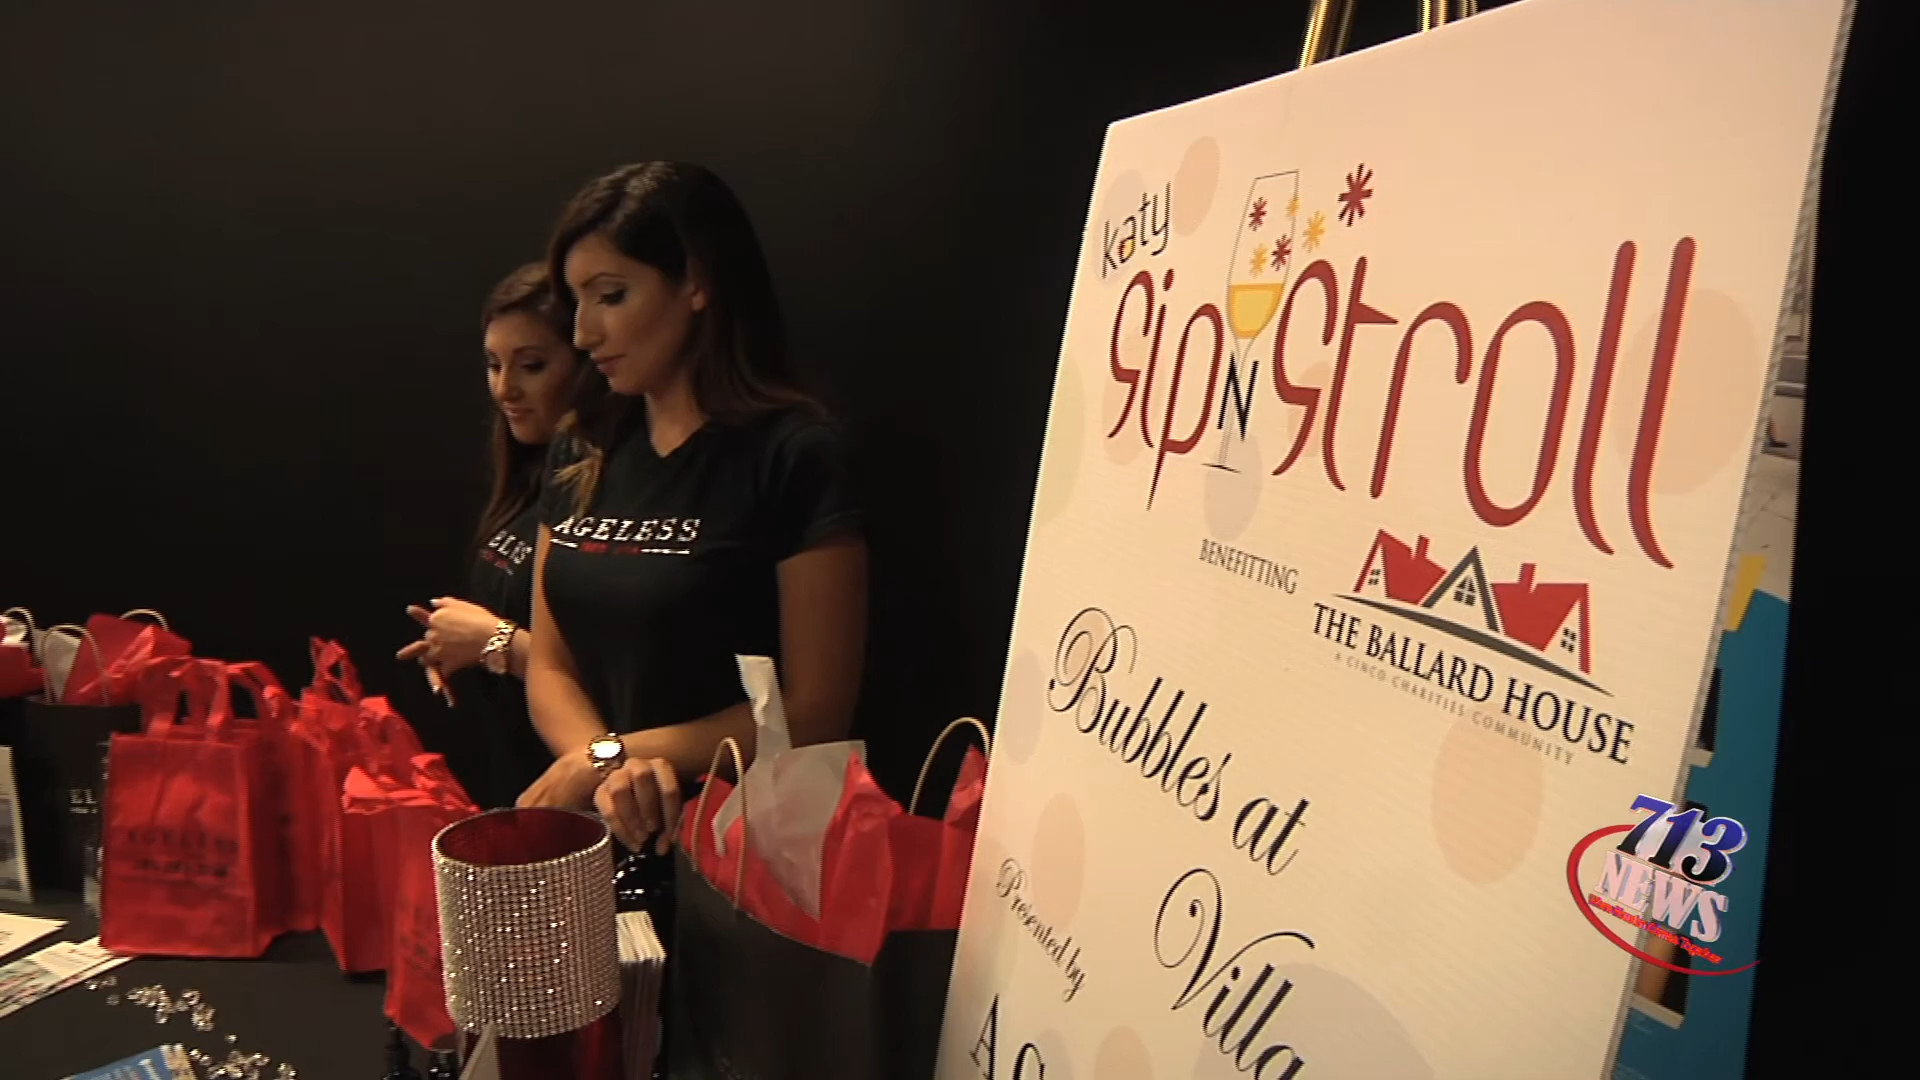 katy
Sip N Stroll
BENEFITTING
THE BALLARD HOUSE
A CINCO CHARITIES COMMUNITY
Bubbles at
Villa
Presented by
AGELESS
AGELESS
713
NEWS